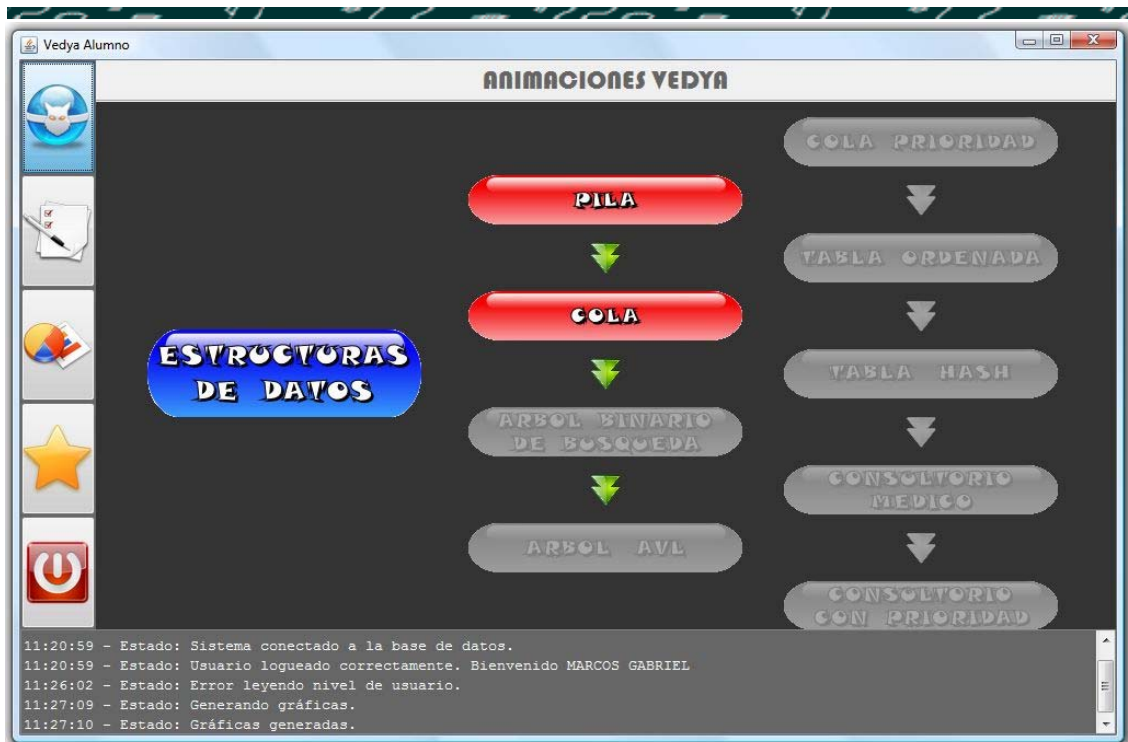 Vedya Alumno
ANIMACIONES VEDYA
ESTRUCTURAS
DE DATOS
PILA
COLA
ARBOL BINARIO
DE BUSQUEDA
ARBOL AVL
COLA PRIORIDAD
TABLA ORDENADA
TABLA HASH
CONSULTORIO
MEDICO
CONSULTORIO
CON PRIORIDAD
11:20:59 - Estado: Sistema conectado a la base de datos.
11:20:59 - Estado: Usuario logueado correctamente. Bienvenido MARCOS GABRIEL
11:26:02 - Estado: Error leyendo nivel de usuario.
11:27:09 - Estado: Generando gráficas.
11:27:10 - Estado: Gráficas generadas.